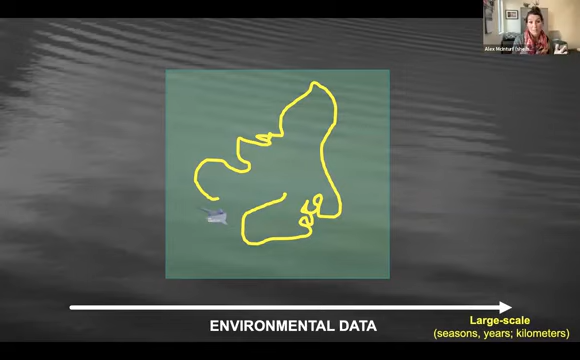 Alex McInturf (she/h
ENVIRONMENTAL DATA
Large-scale
(seasons, years; kilometers)